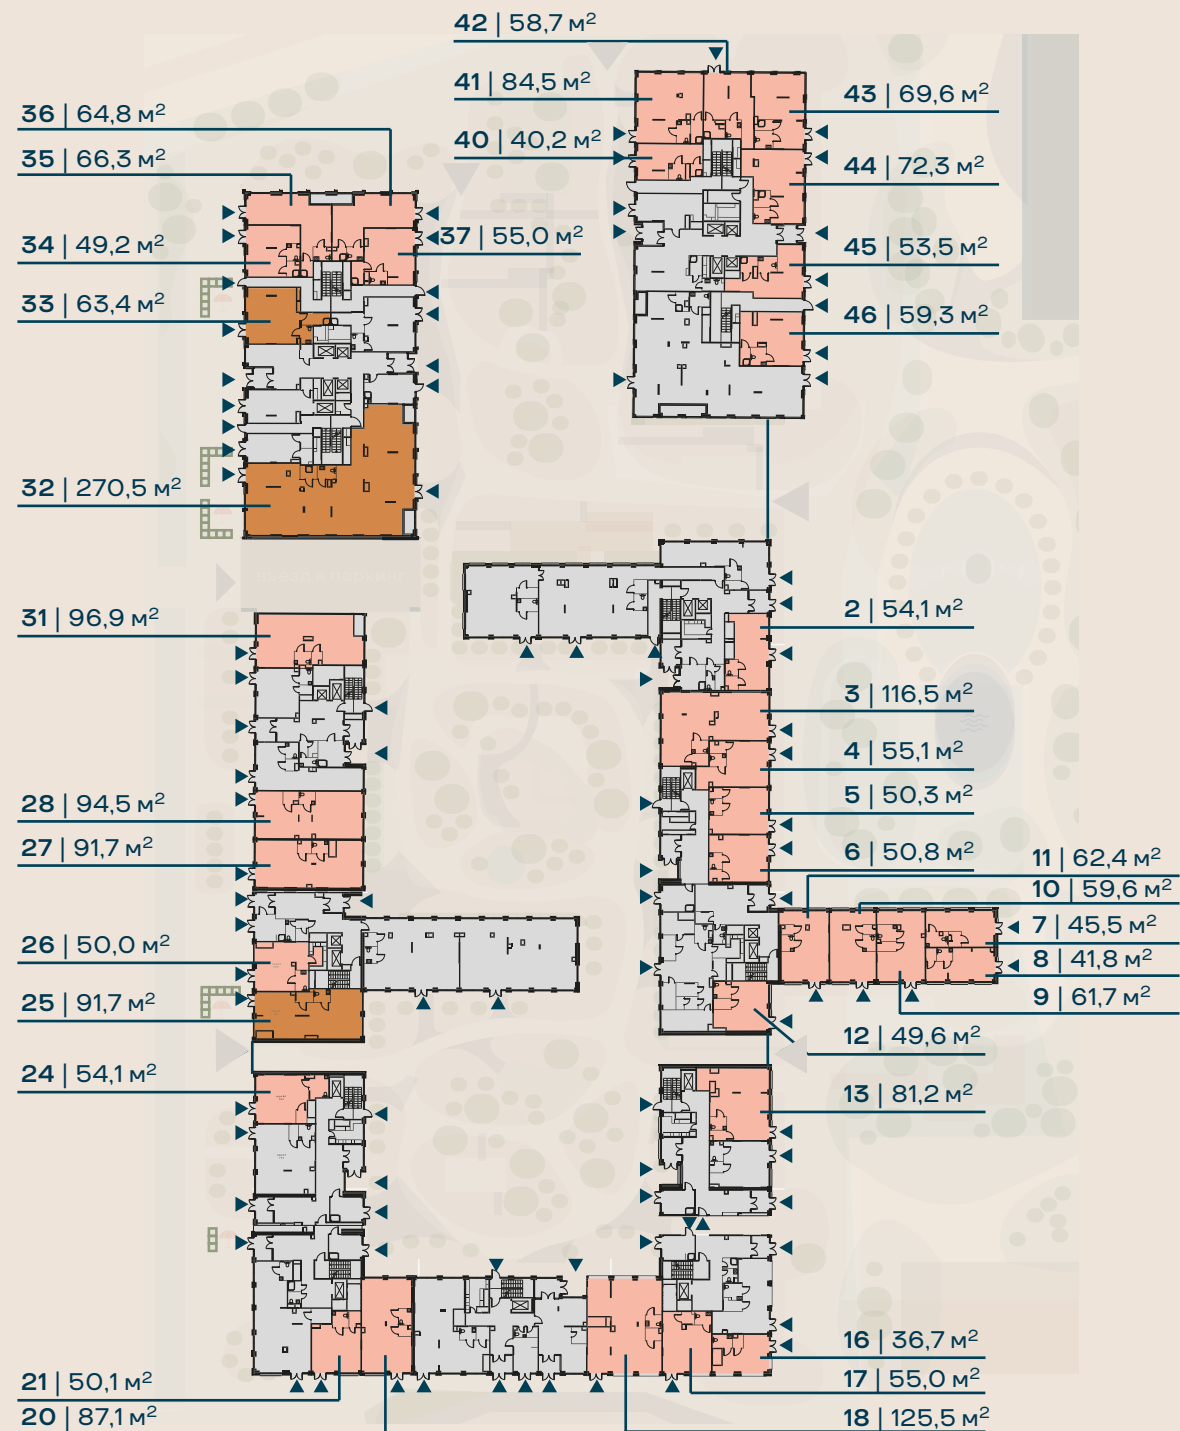 42 | 58,7 м²
41 | 84,5 м²
43 | 69,6 м²
36 | 64,8 м²
40 | 40,2 м²
35 | 66,3 м²
44 | 72,3 м²
34 | 49,2 м²
37 | 55,0 м²
45 | 53,5 м²
33 | 63,4 м²
46 | 59,3 м²
32 | 270,5 м²
31 | 96,9 м²
2 | 54,1 м²
3 | 116,5 м²
4 | 55,1 м²
28 | 94,5 м²
5 | 50,3 м²
27 | 91,7 м²
6 | 50,8 м²
11 | 62,4 м²
10 | 59,6 м²
7 | 45,5 м²
26 | 50,0 м²
8 | 41,8 м²
9 | 61,7 м²
25 | 91,7 м²
12 | 49,6 м²
24 | 54,1 м²
13 | 81,2 м²
16 | 36,7 м²
21 | 50,1 м²
17 | 55,0 м²
20 | 87,1 м²
18 | 125,5 м²